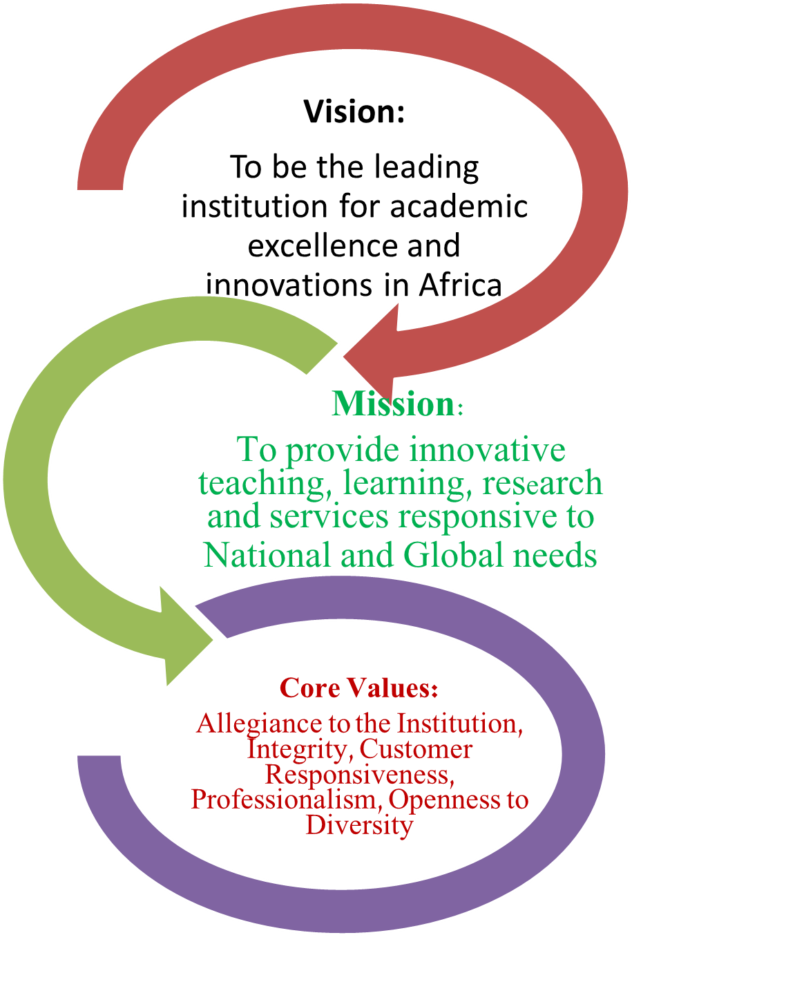 Vision:
To be the leading
institution for academic
excellence and
innovations in Africa
Mission:
To provide innovative
teaching, learning, research
and services responsive to
National and Global needs
Core Values:
Allegiance to the Institution,
Integrity, Customer
Responsiveness,
Professionalism, Openness to
Diversity